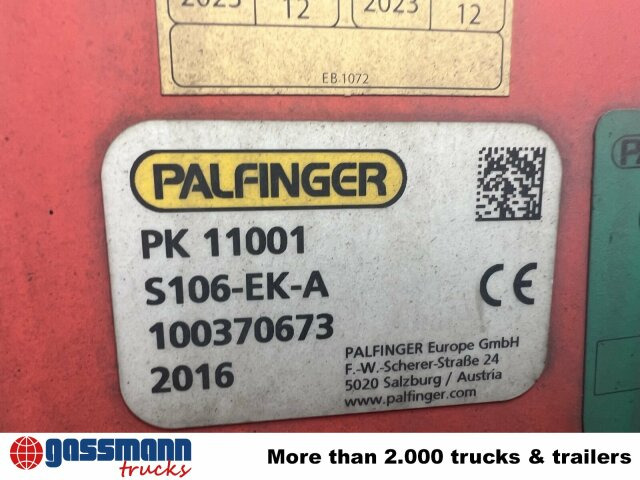 2023 12 2023 12
EB 1072
PALFINGER
PK 11001
S106-EK-A
100370673
2016
PALFINGER Europe GmbH
F.-W.-Scherer-Straße 24
5020 Salzburg / Austria
www.palfinger.com
CE
gassmann
trucks
More than 2.000 trucks & trailers